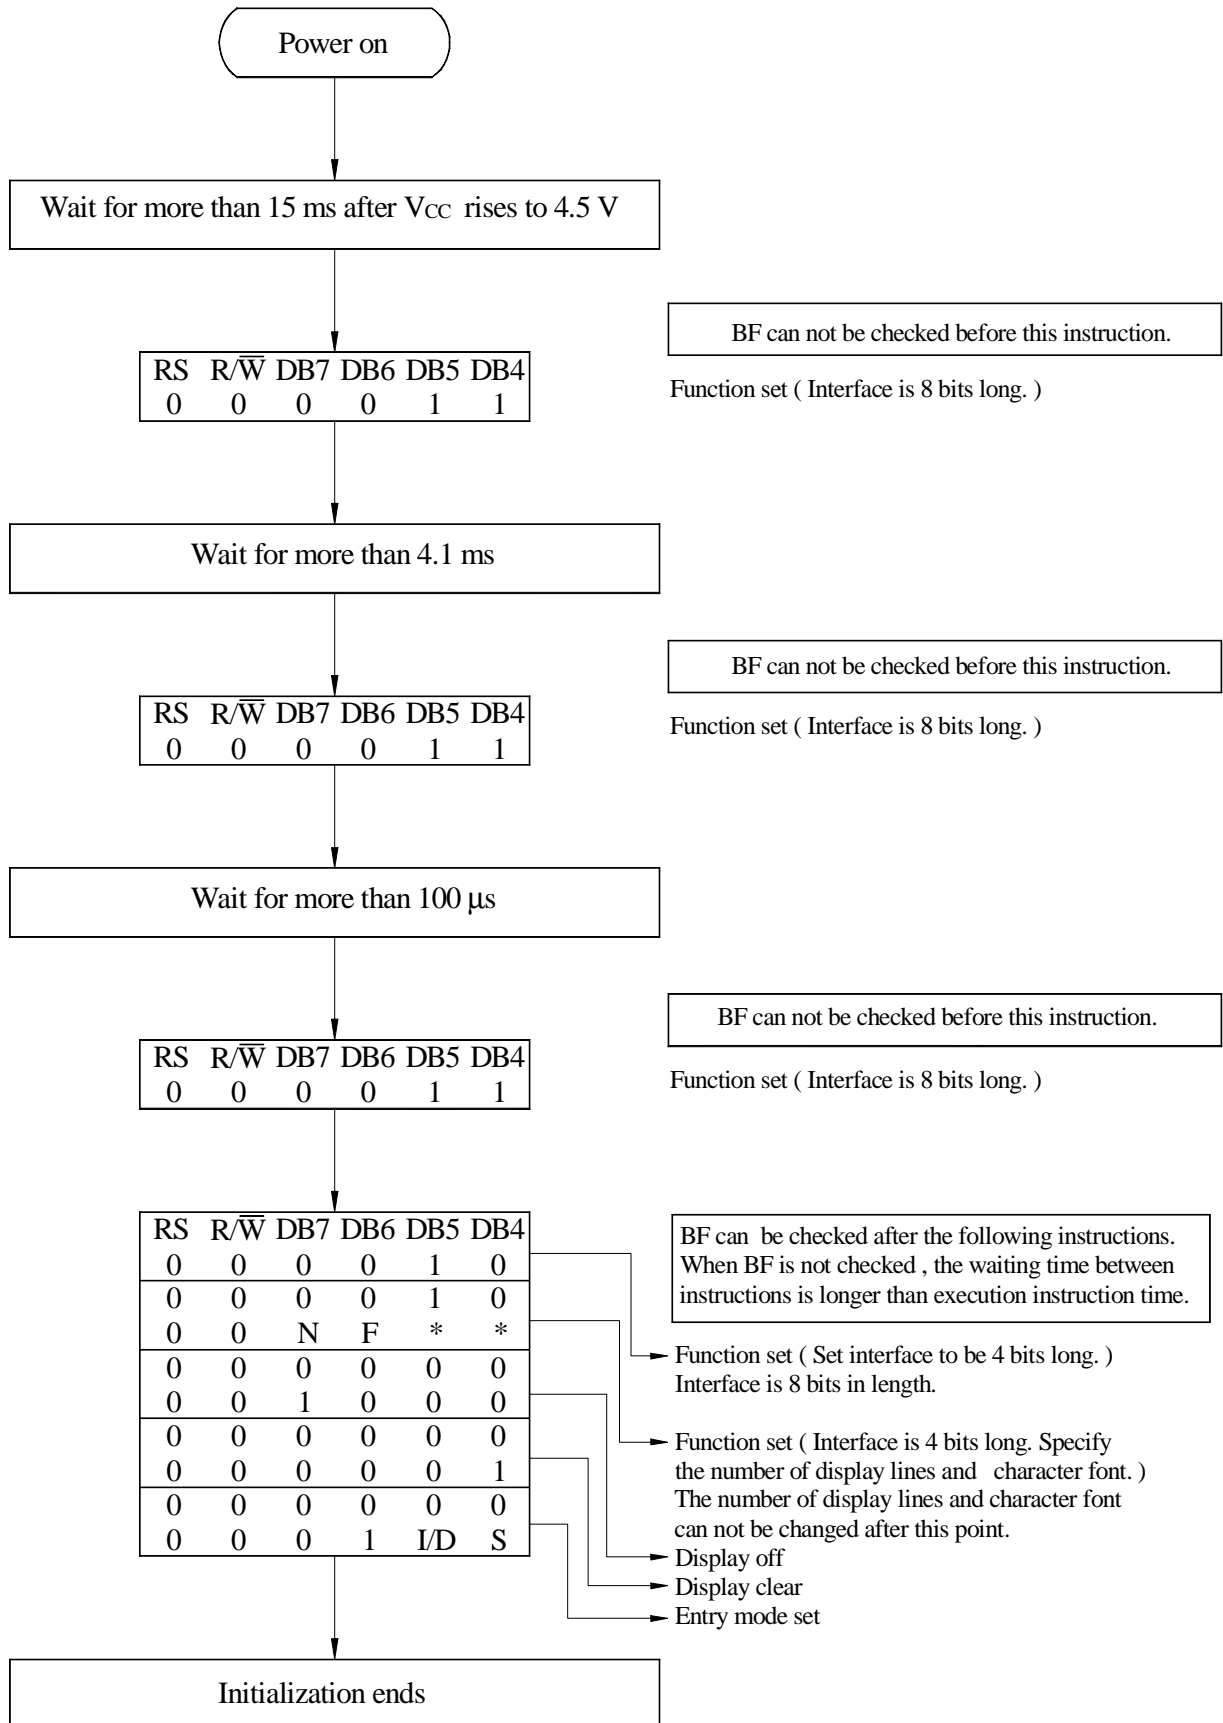 Power on
Wait for more than 15 ms after VCC rises to 4.5 V
BF can not be checked before this instruction.
RS R/W̅ DB7 DB6 DB5 DB4
0 0 0 0 1 1
Function set ( Interface is 8 bits long. )
Wait for more than 4.1 ms
BF can not be checked before this instruction.
RS R/W̅ DB7 DB6 DB5 DB4
0 0 0 0 1 1
Function set ( Interface is 8 bits long. )
Wait for more than 100 μs
BF can not be checked before this instruction.
RS R/W̅ DB7 DB6 DB5 DB4
0 0 0 0 1 1
Function set ( Interface is 8 bits long. )
RS R/W̅ DB7 DB6 DB5 DB4
0 0 0 0 1 0
0 0 0 0 1 0
0 0 N F * *
0 0 0 0 0 0
0 0 1 0 0 0
0 0 0 0 0 0
0 0 0 0 0 1
0 0 0 0 0 0
0 0 0 1 I/D S
BF can be checked after the following instructions.
When BF is not checked , the waiting time between
instructions is longer than execution instruction time.
Function set ( Set interface to be 4 bits long. )
Interface is 8 bits in length.
Function set ( Interface is 4 bits long. Specify
the number of display lines and character font. )
The number of display lines and character font
can not be changed after this point.
Display off
Display clear
Entry mode set
Initialization ends